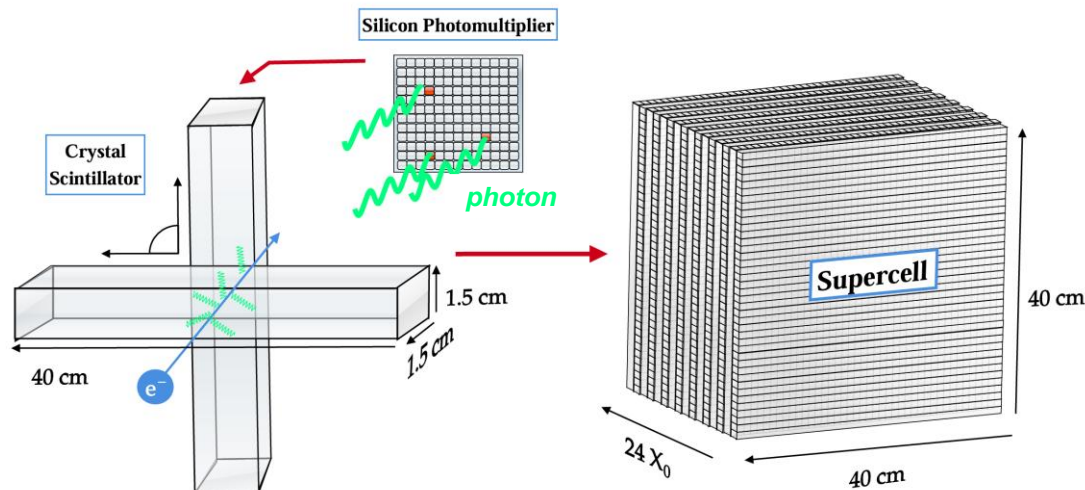 Silicon Photomultiplier
Crystal
Scintillator
photon
1.5 cm
1.5 cm
40 cm
e⁻
Supercell
40 cm
24 X₀
40 cm